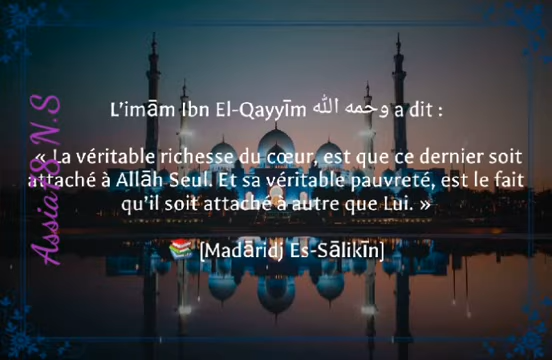 L'imām Ibn El-Qayyīm رحمه الله a dit :
« La véritable richesse du cœur, est que ce dernier soit
attaché à Allāh Seul. Et sa véritable pauvreté, est le fait
qu'il soit attaché à autre que Lui. »
📚 [Madāridj Es-Sālikīn]
Assia18 N.S